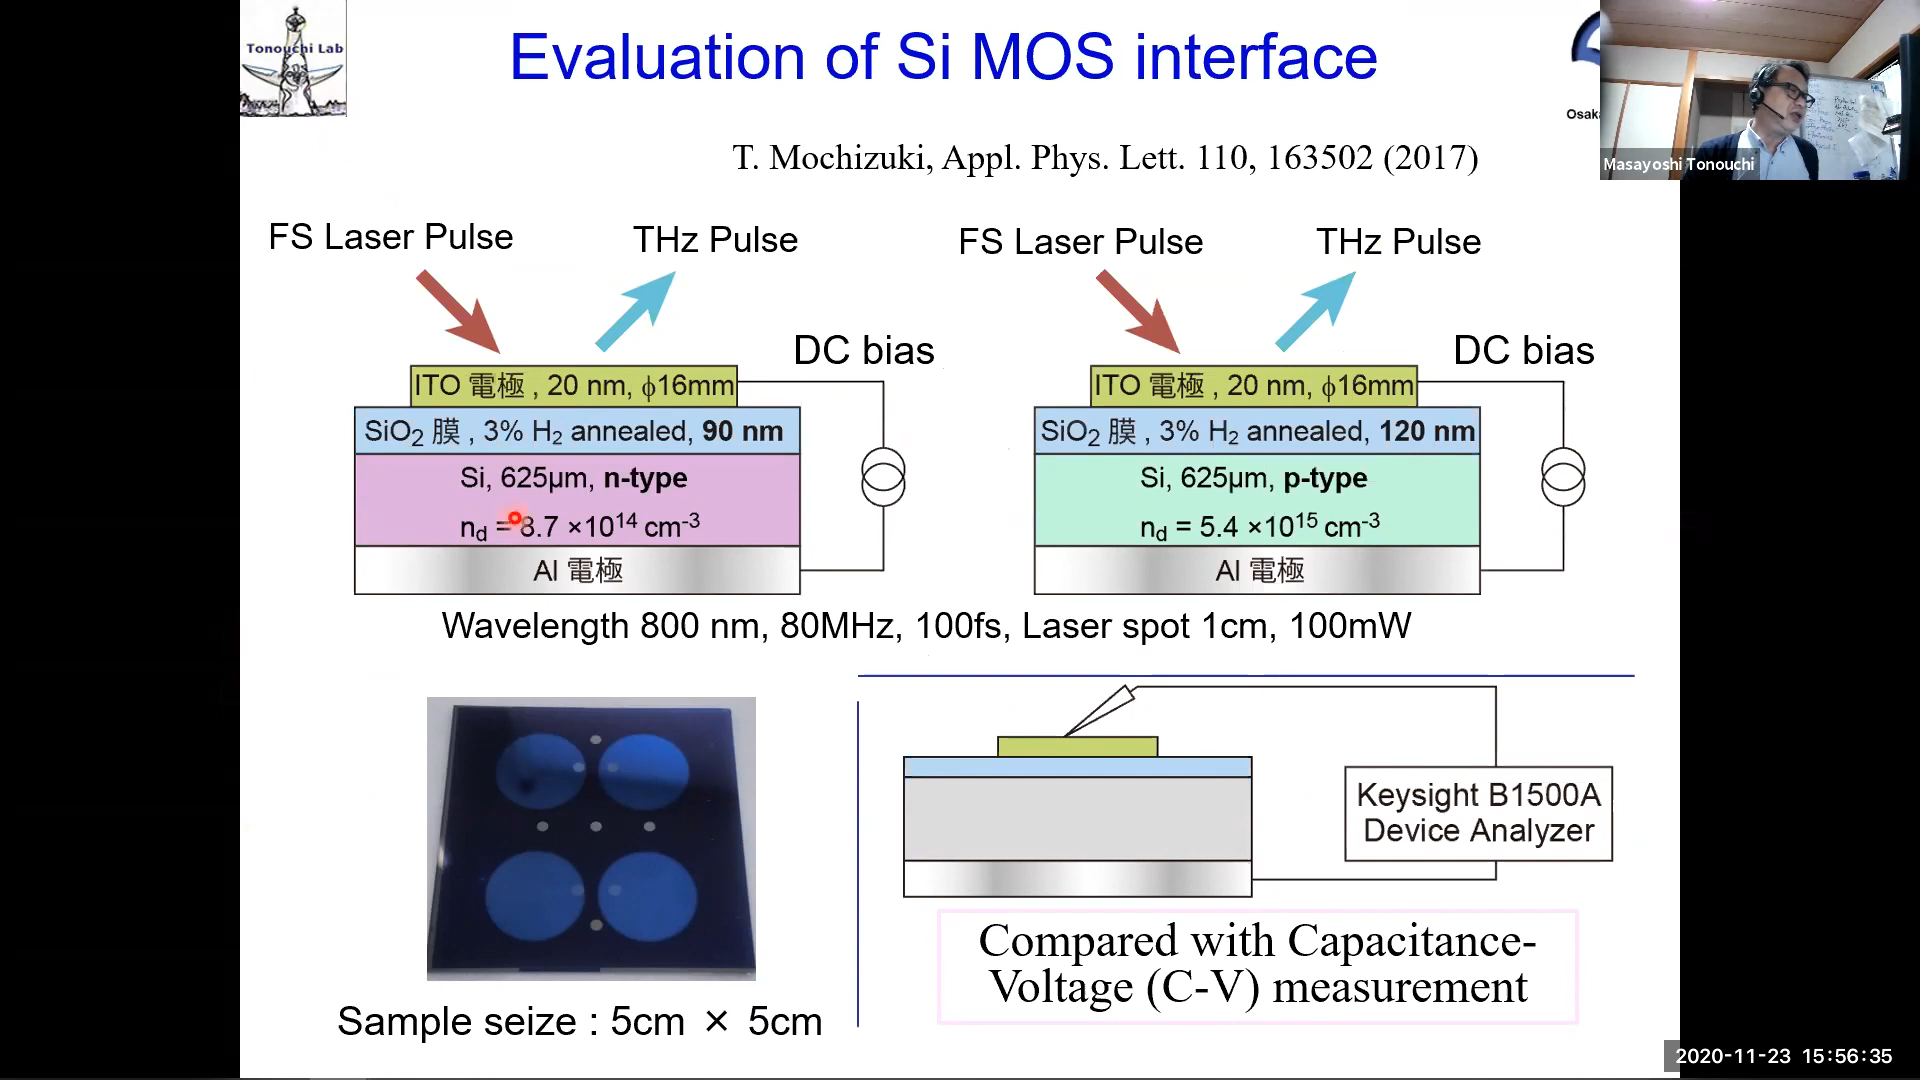 Tonouchi Lab
Evaluation of Si MOS interface
Osaka
Masayoshi Tonouchi
T. Mochizuki, Appl. Phys. Lett. 110, 163502 (2017)
FS Laser Pulse
THz Pulse
DC bias
ITO 電極 , 20 nm, ϕ16mm
SiO₂ 膜 , 3% H₂ annealed, 90 nm
Si, 625μm, n-type
n_d = 8.7 ×10¹⁴ cm⁻³
Al 電極
FS Laser Pulse
THz Pulse
DC bias
ITO 電極 , 20 nm, ϕ16mm
SiO₂ 膜 , 3% H₂ annealed, 120 nm
Si, 625μm, p-type
n_d = 5.4 ×10¹⁵ cm⁻³
Al 電極
Wavelength 800 nm, 80MHz, 100fs, Laser spot 1cm, 100mW
Sample seize : 5cm × 5cm
Keysight B1500A
Device Analyzer
Compared with Capacitance-
Voltage (C-V) measurement
2020-11-23 15:56:35